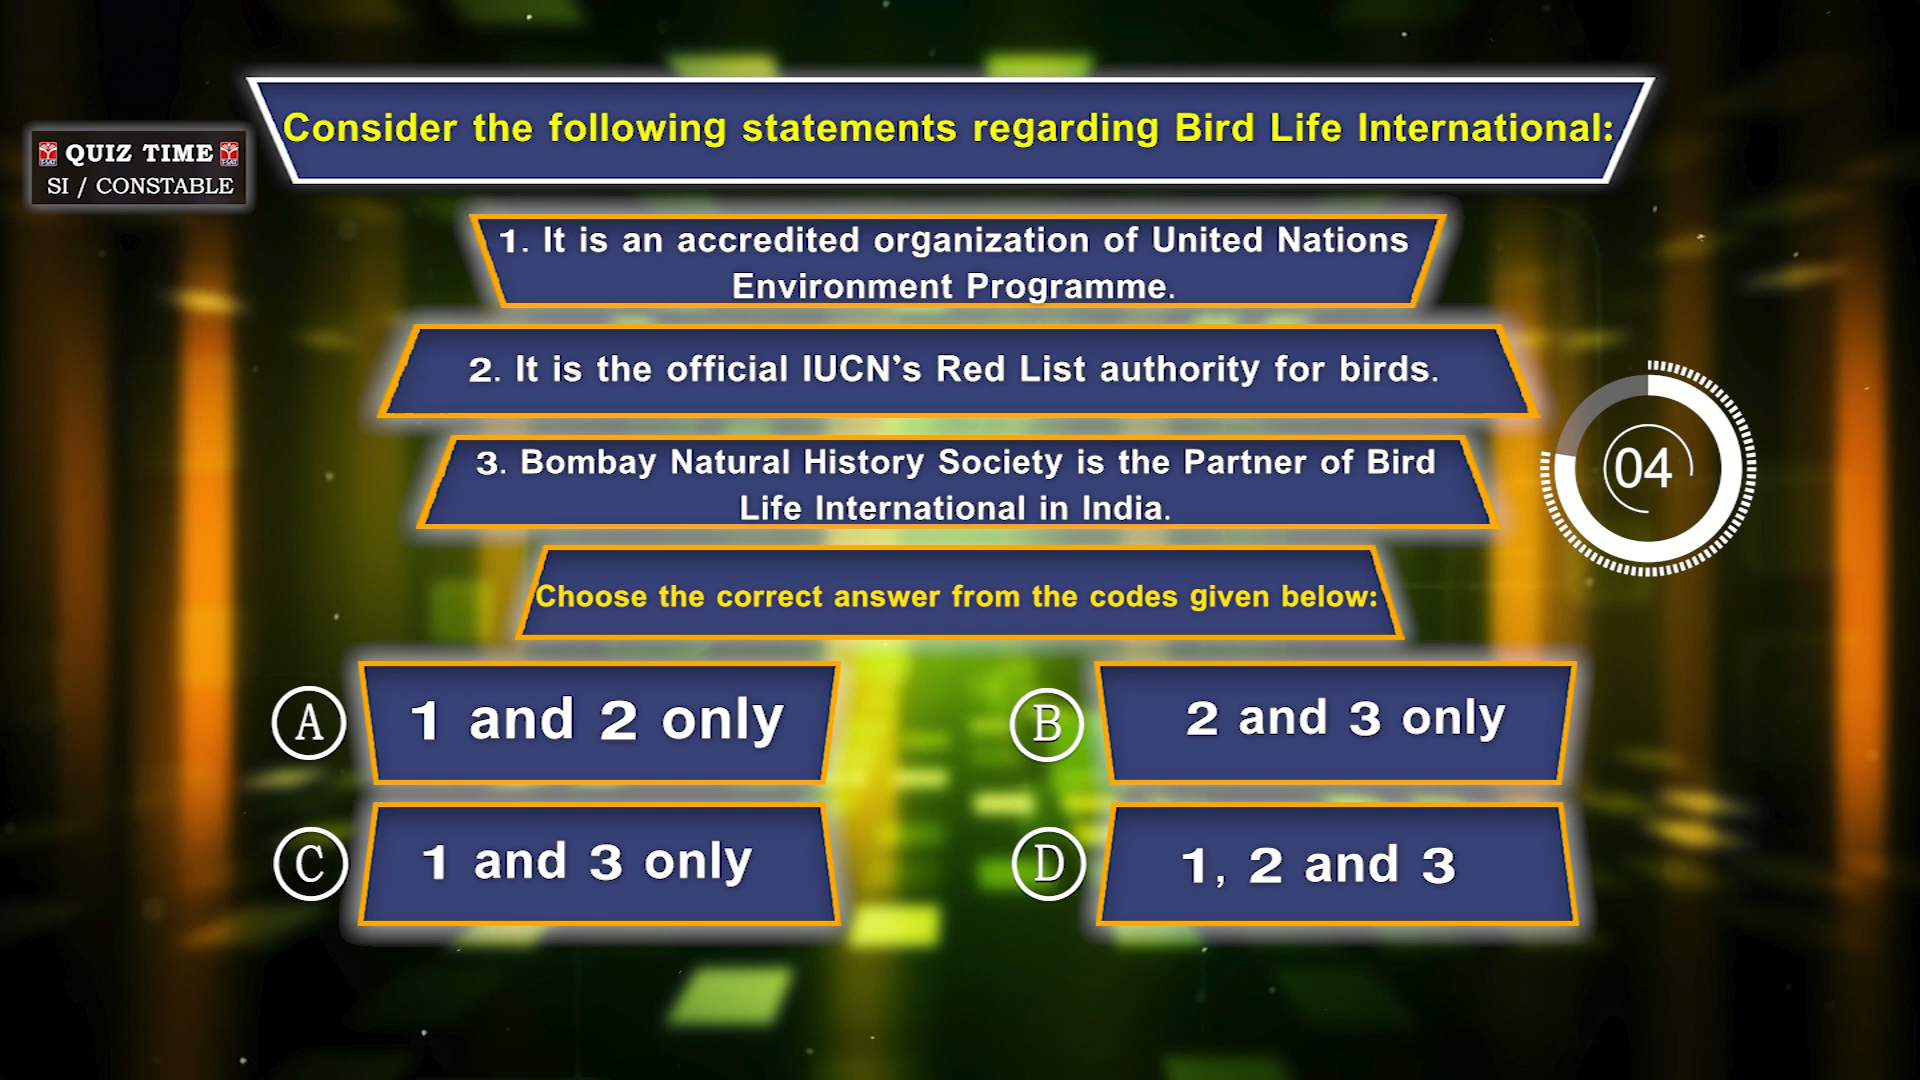 Consider the following statements regarding Bird Life International:
QUIZ TIME
SI / CONSTABLE
1. It is an accredited organization of United Nations
Environment Programme.
2. It is the official IUCN’s Red List authority for birds.
3. Bombay Natural History Society is the Partner of Bird
Life International in India.
04
Choose the correct answer from the codes given below:
A 1 and 2 only
B 2 and 3 only
C 1 and 3 only
D 1, 2 and 3